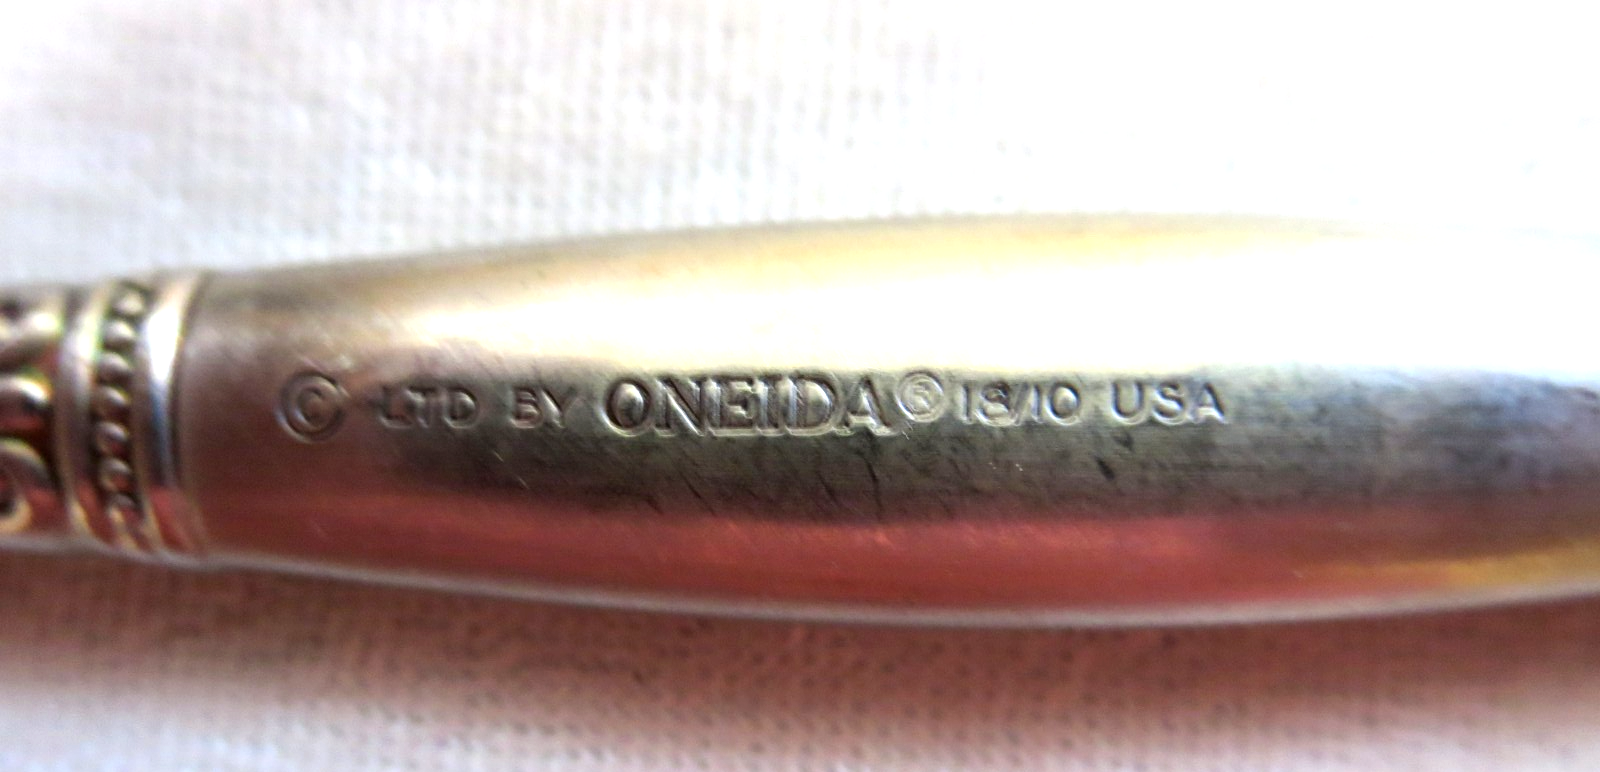 © LTD BY ONEIDA ® 18/10 USA